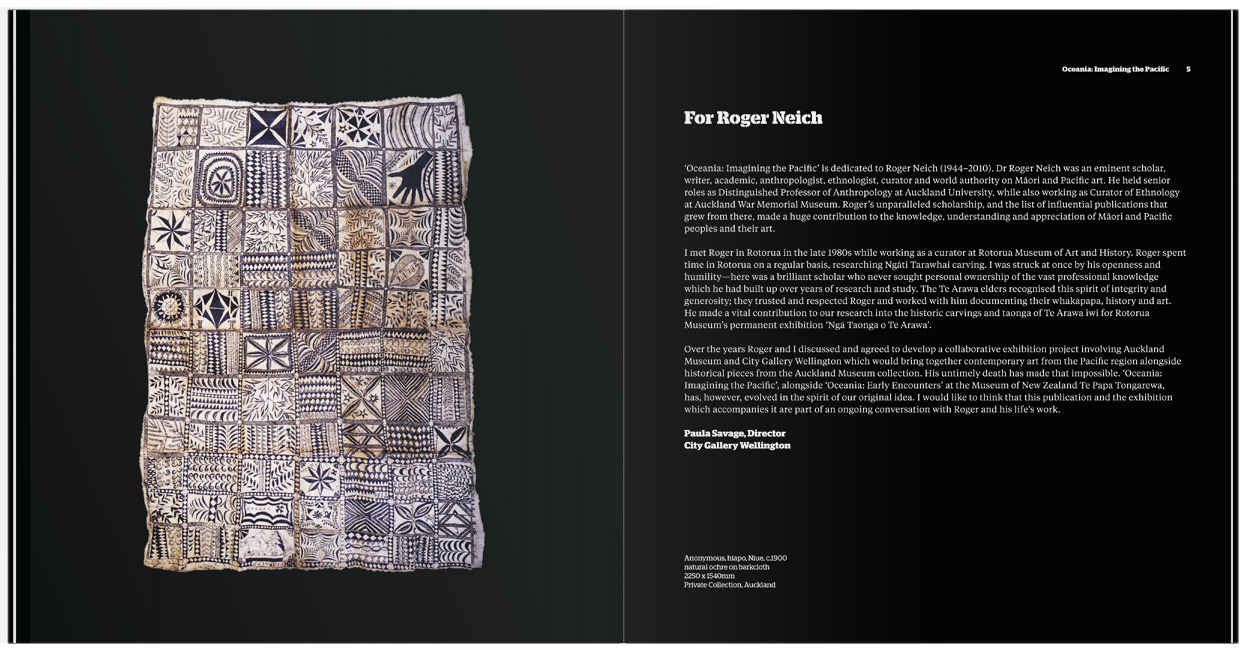 Oceania: Imagining the Pacific 5
For Roger Neich
'Oceania: Imagining the Pacific' is dedicated to Roger Neich (1944–2010). Dr Roger Neich was an eminent scholar,
writer, academic, anthropologist, ethnologist, curator and world authority on Māori and Pacific art. He held senior
roles as Distinguished Professor of Anthropology at Auckland University, while also working as Curator of Ethnology
at Auckland War Memorial Museum. Roger's unparalleled scholarship, and the list of influential publications that
grew from there, made a huge contribution to the knowledge, understanding and appreciation of Māori and Pacific
peoples and their art.
I met Roger in Rotorua in the late 1980s while working as a curator at Rotorua Museum of Art and History. Roger spent
time in Rotorua on a regular basis, researching Ngāti Tarawhai carving. I was struck at once by his openness and
humility—here was a brilliant scholar who never sought personal ownership of the vast professional knowledge
which he had built up over years of research and study. The Te Arawa elders recognised this spirit of integrity and
generosity; they trusted and respected Roger and worked with him documenting their whakapapa, history and art.
He made a vital contribution to our research into the historic carvings and taonga of Te Arawa iwi for Rotorua
Museum's permanent exhibition 'Ngā Taonga o Te Arawa'.
Over the years Roger and I discussed and agreed to develop a collaborative exhibition project involving Auckland
Museum and City Gallery Wellington which would bring together contemporary art from the Pacific region alongside
historical pieces from the Auckland Museum collection. His untimely death has made that impossible. 'Oceania:
Imagining the Pacific', alongside 'Oceania: Early Encounters' at the Museum of New Zealand Te Papa Tongarewa,
has, however, evolved in the spirit of our original idea. I would like to think that this publication and the exhibition
which accompanies it are part of an ongoing conversation with Roger and his life's work.
Paula Savage, Director
City Gallery Wellington
Anonymous, hiapo, Niue, c.1900
natural ochre on barkcloth
2250 x 1540mm
Private Collection, Auckland